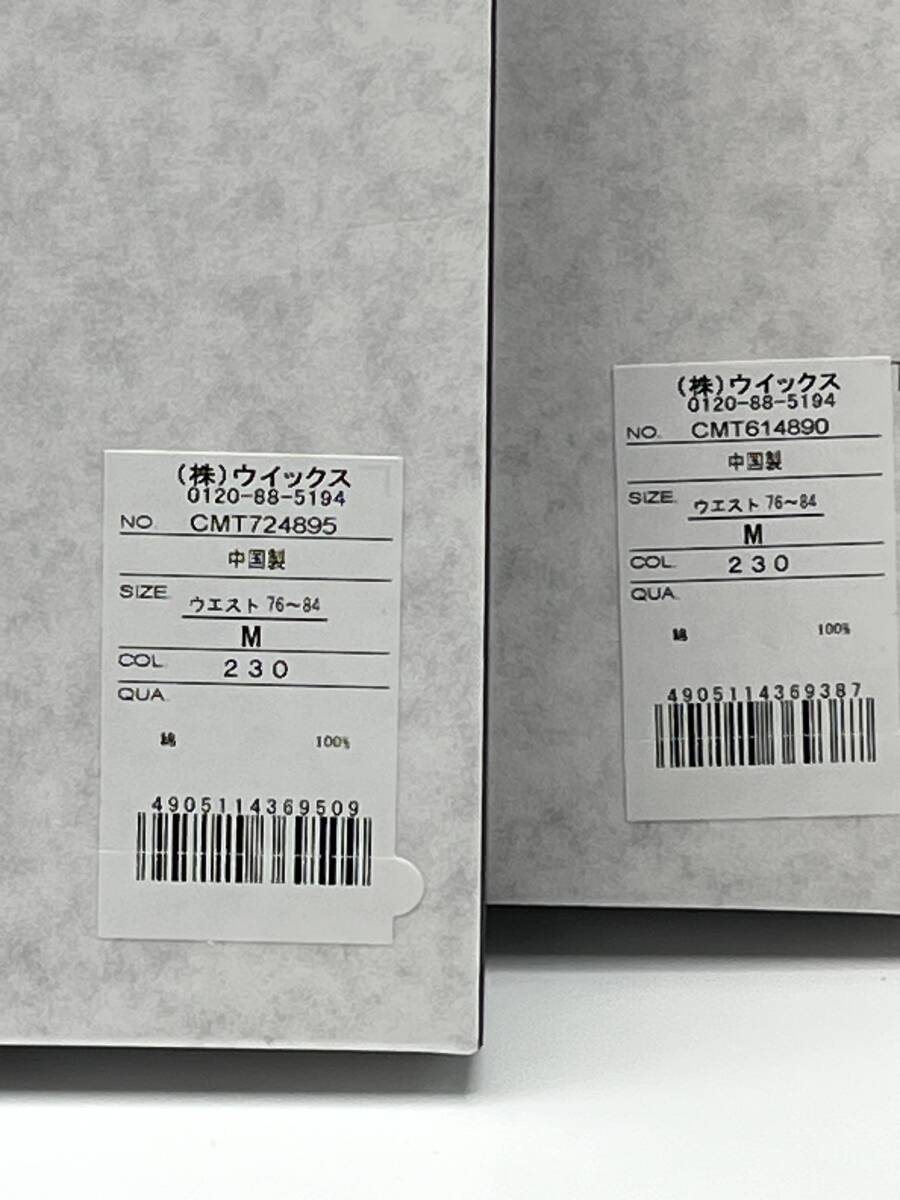 (株)ウイックス
0120-88-5194
NO. CMT724895
中国製
SIZE ウエスト 76～84
M
COL 230
QUA.
綿 100%
4905114369509
(株)ウイックス
0120-88-5194
NO. CMT614890
中国製
SIZE ウエスト 76～84
M
COL 230
QUA.
綿 100%
4905114369387